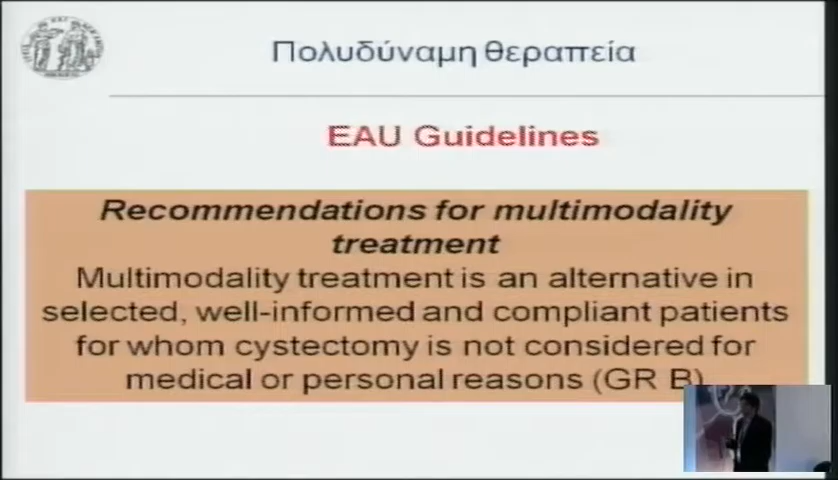 Πολυδύναμη θεραπεία
EAU Guidelines
Recommendations for multimodality
treatment
Multimodality treatment is an alternative in
selected, well-informed and compliant patients
for whom cystectomy is not considered for
medical or personal reasons (GR B)